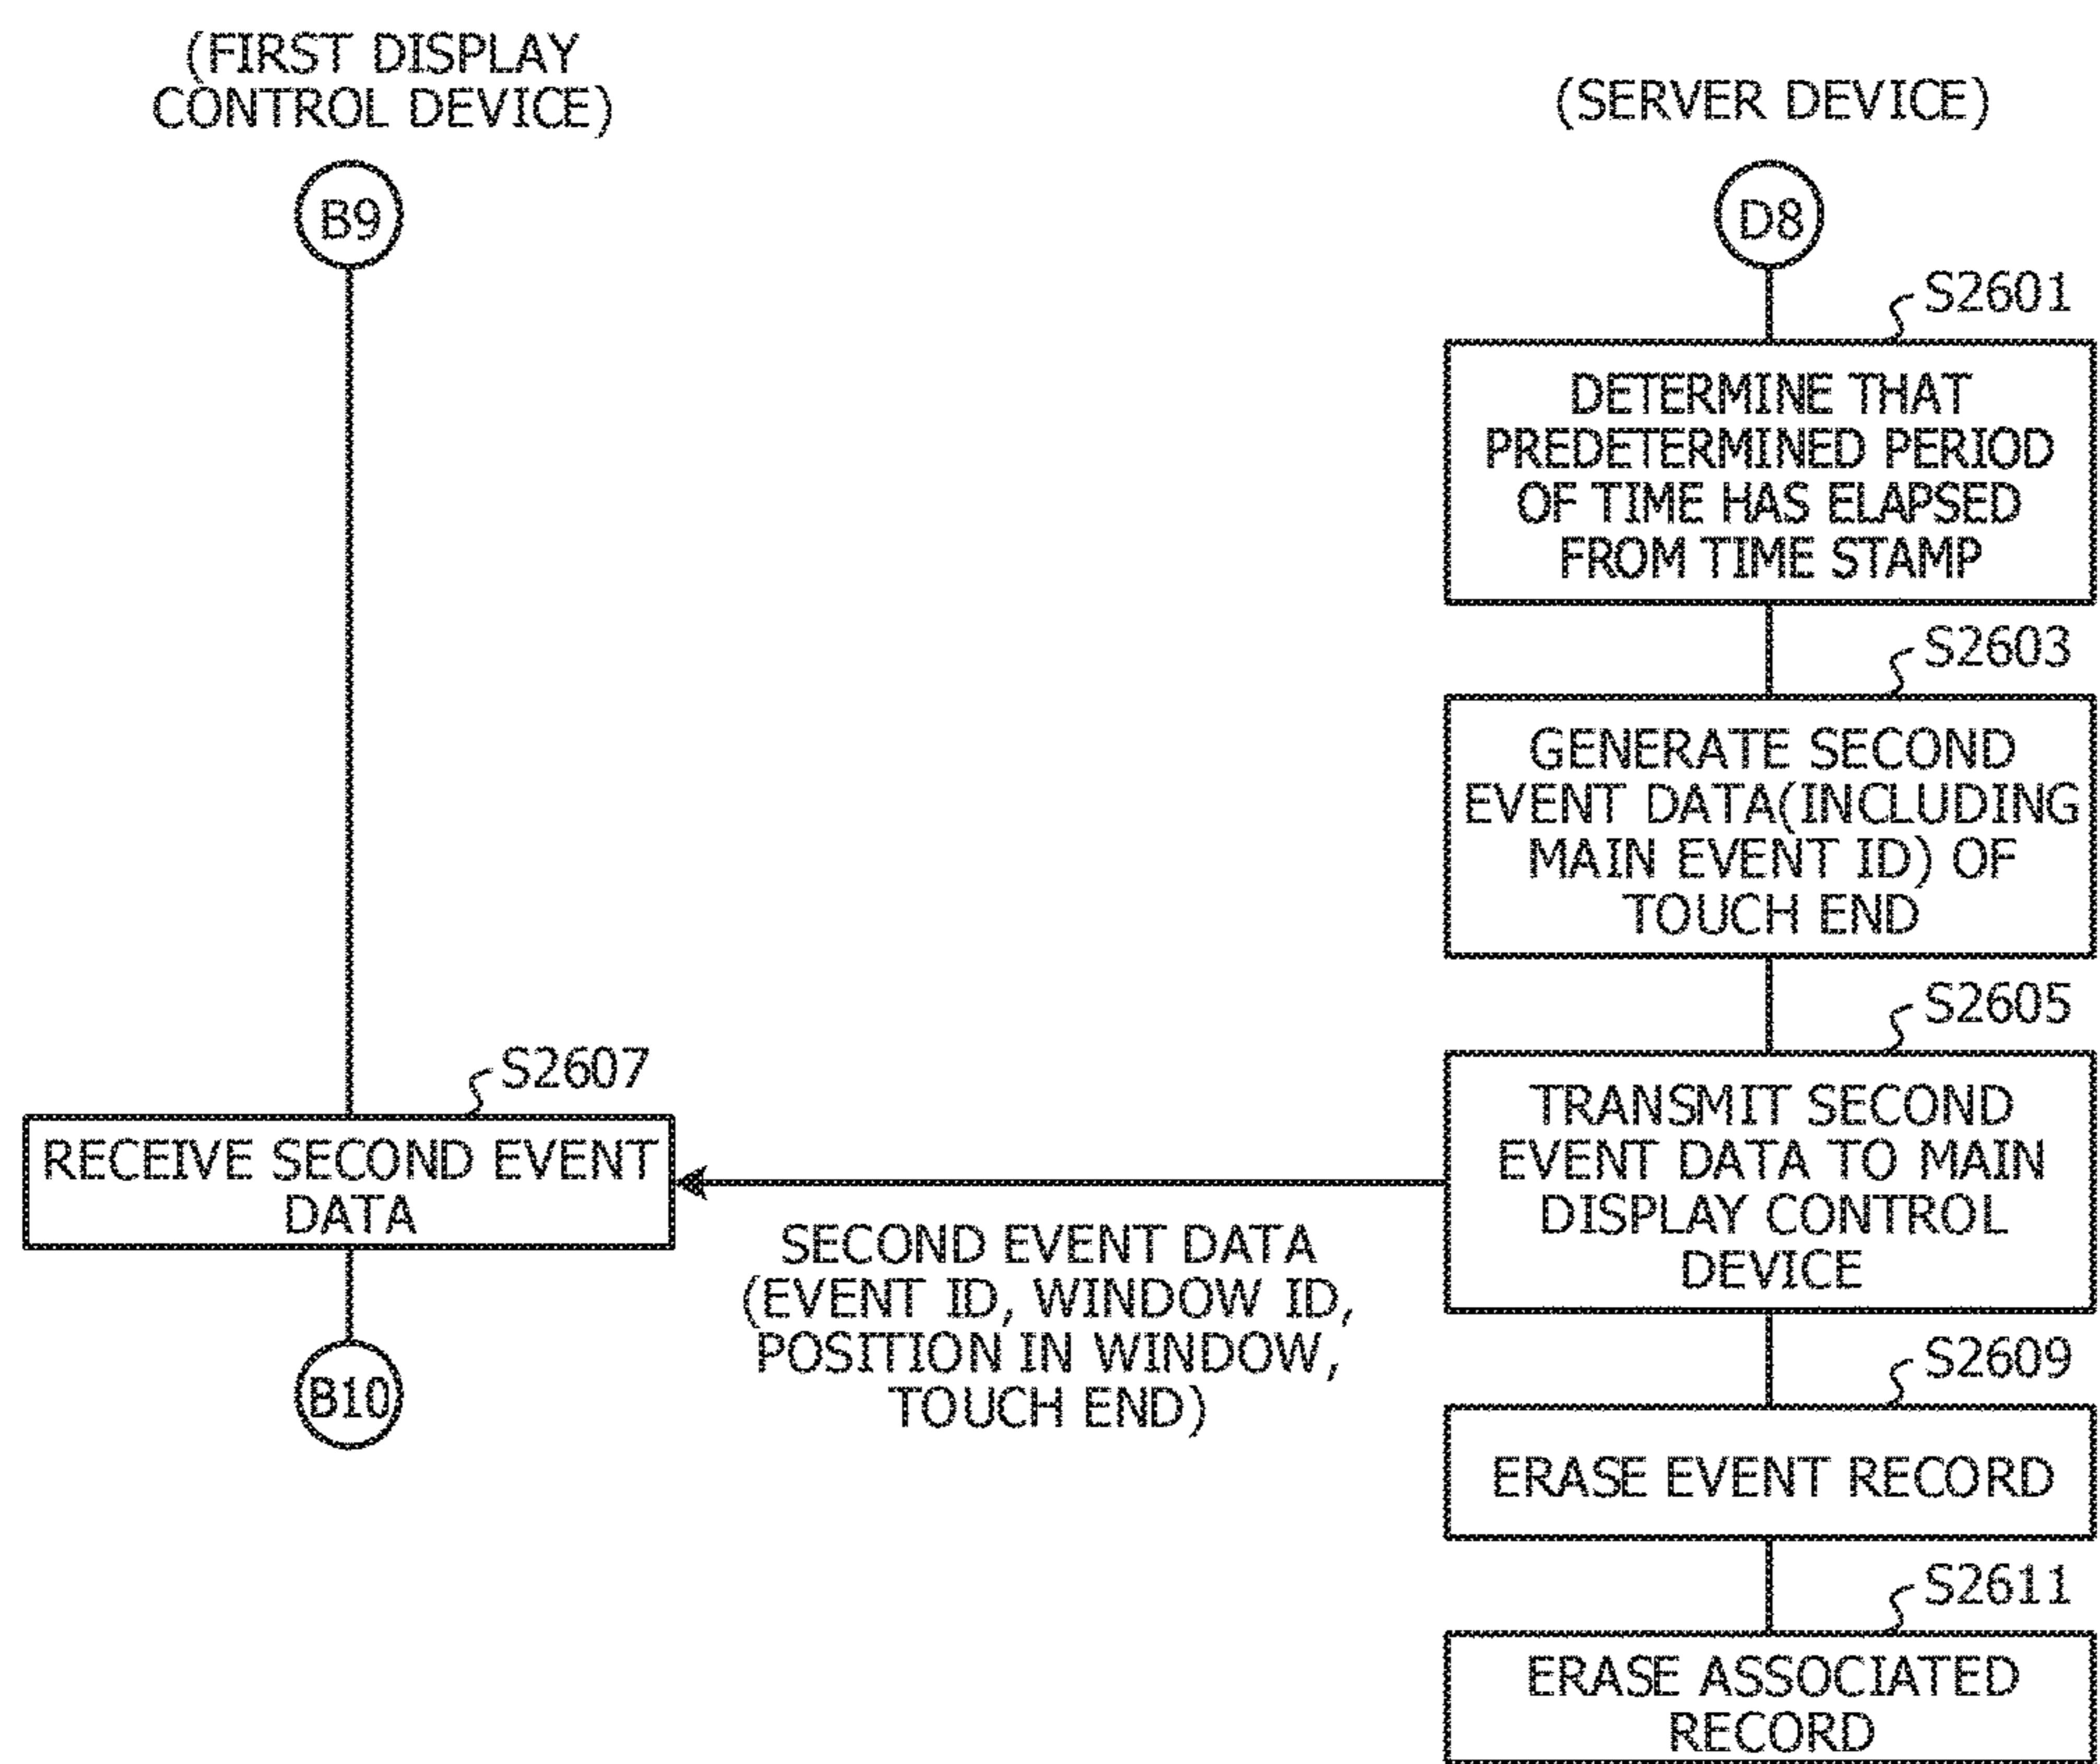 (FIRST DISPLAY
CONTROL DEVICE)
B9
S2607
RECEIVE SECOND EVENT
DATA
B10
SECOND EVENT DATA
(EVENT ID, WINDOW ID,
POSITION IN WINDOW,
TOUCH END)
(SERVER DEVICE)
D8
S2601
DETERMINE THAT
PREDETERMINED PERIOD
OF TIME HAS ELAPSED
FROM TIME STAMP
S2603
GENERATE SECOND
EVENT DATA(INCLUDING
MAIN EVENT ID) OF
TOUCH END
S2605
TRANSMIT SECOND
EVENT DATA TO MAIN
DISPLAY CONTROL
DEVICE
S2609
ERASE EVENT RECORD
S2611
ERASE ASSOCIATED
RECORD